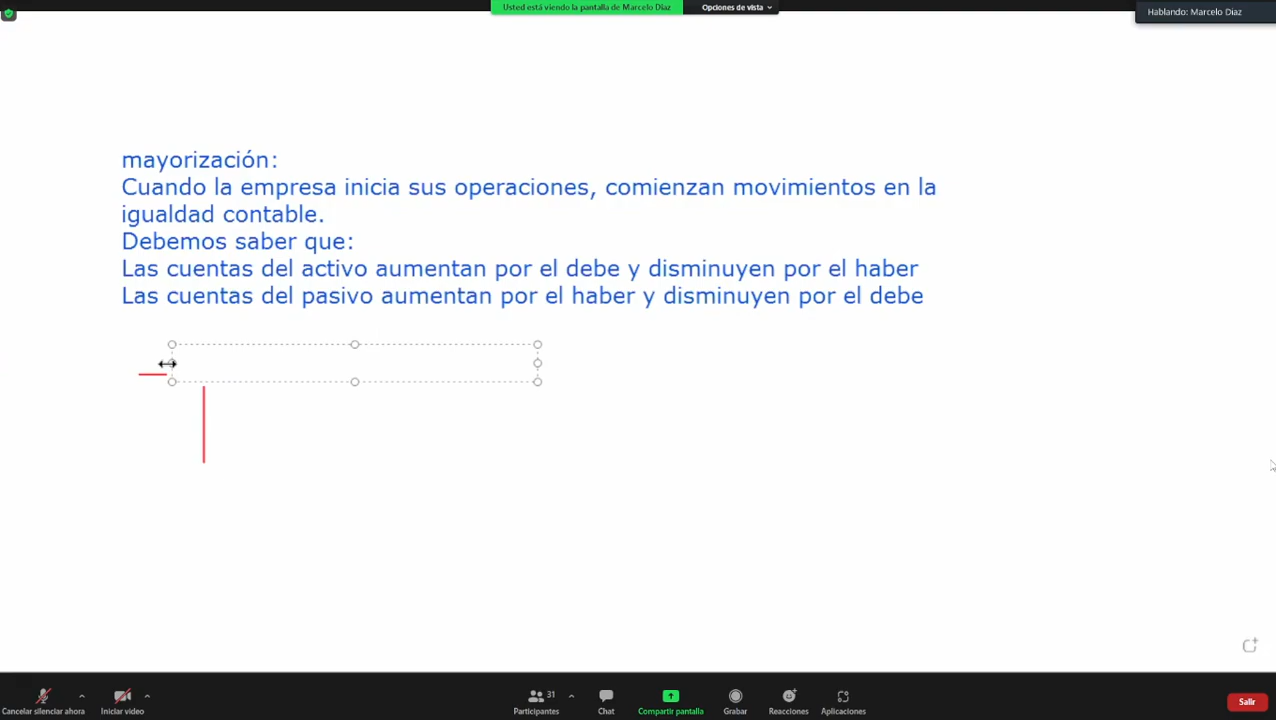 Usted está viendo la pantalla de Marcelo Diaz
Opciones de vista
Hablando: Marcelo Diaz
mayorización:
Cuando la empresa inicia sus operaciones, comienzan movimientos en la
igualdad contable.
Debemos saber que:
Las cuentas del activo aumentan por el debe y disminuyen por el haber
Las cuentas del pasivo aumentan por el haber y disminuyen por el debe
Cancelar silenciar ahora
Iniciar video
31
Participantes
Chat
Compartir pantalla
Grabar
Reacciones
Aplicaciones
Salir